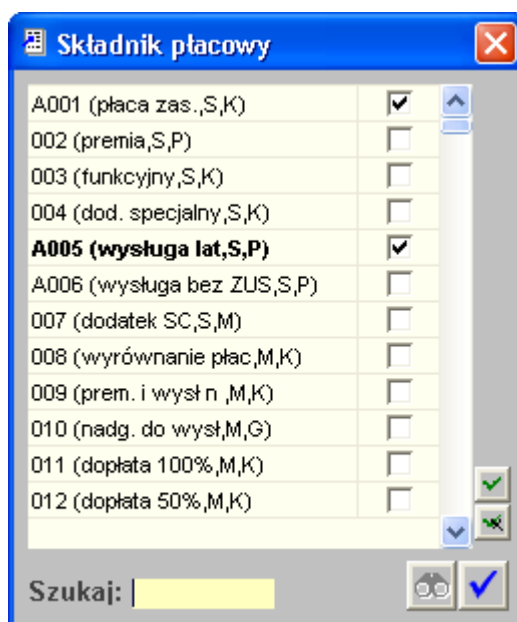 Składnik płacowy
A001 (płaca zas.,S,K)
002 (premia,S,P)
003 (funkcyjny,S,K)
004 (dod. specjalny,S,K)
A005 (wysługa lat,S,P)
A006 (wysługa bez ZUS,S,P)
007 (dodatek SC,S,M)
008 (wyrównanie płac,M,K)
009 (prem. i wysł n ,M,K)
010 (nadg. do wysł,M,G)
011 (dopłata 100%,M,K)
012 (dopłata 50%,M,K)
Szukaj: